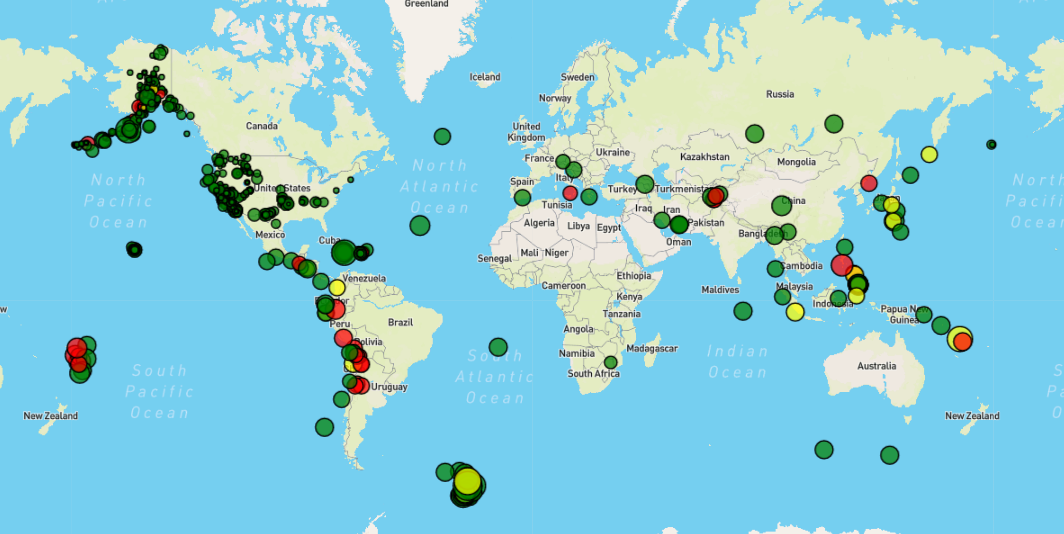 Greenland
Iceland
Sweden
Norway
Russia
United
Kingdom
Canada
Ukraine
France
Kazakhstan
Mongolia
North
Atlantic
Ocean
North
Pacific
Ocean
North
Pacific
Ocean
United States
Spain
Italy
Turkey
Turkmenistan
China
Tunisia
Iraq
Iran
Algeria
Libya
Egypt
Pakistan
Mexico
Cuba
Oman
Bangladesh
Mali
Niger
Senegal
Cambodia
Venezuela
Ethiopia
Cameroon
Kenya
Maldives
Malaysia
Indonesia
Papua New
Guinea
Tanzania
Peru
Brazil
Angola
Bolivia
Madagascar
Namibia
South
Atlantic
Ocean
Indian
Ocean
South Africa
Australia
South
Pacific
Ocean
Uruguay
New Zealand
New Zealand